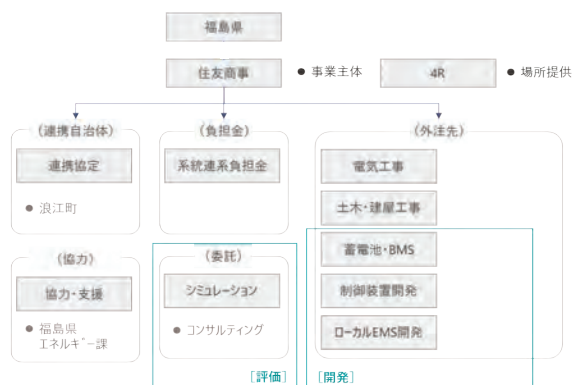 福島県
住友商事
● 事業主体
4R
● 場所提供
(連携自治体)
連携協定
● 浪江町
(負担金)
系統連系負担金
(外注先)
電気工事
土木・建屋工事
蓄電池・BMS
制御装置開発
ローカルEMS開発
(協力)
協力・支援
● 福島県
エネルギー課
(委託)
シミュレーション
● コンサルティング
[評価]
[開発]